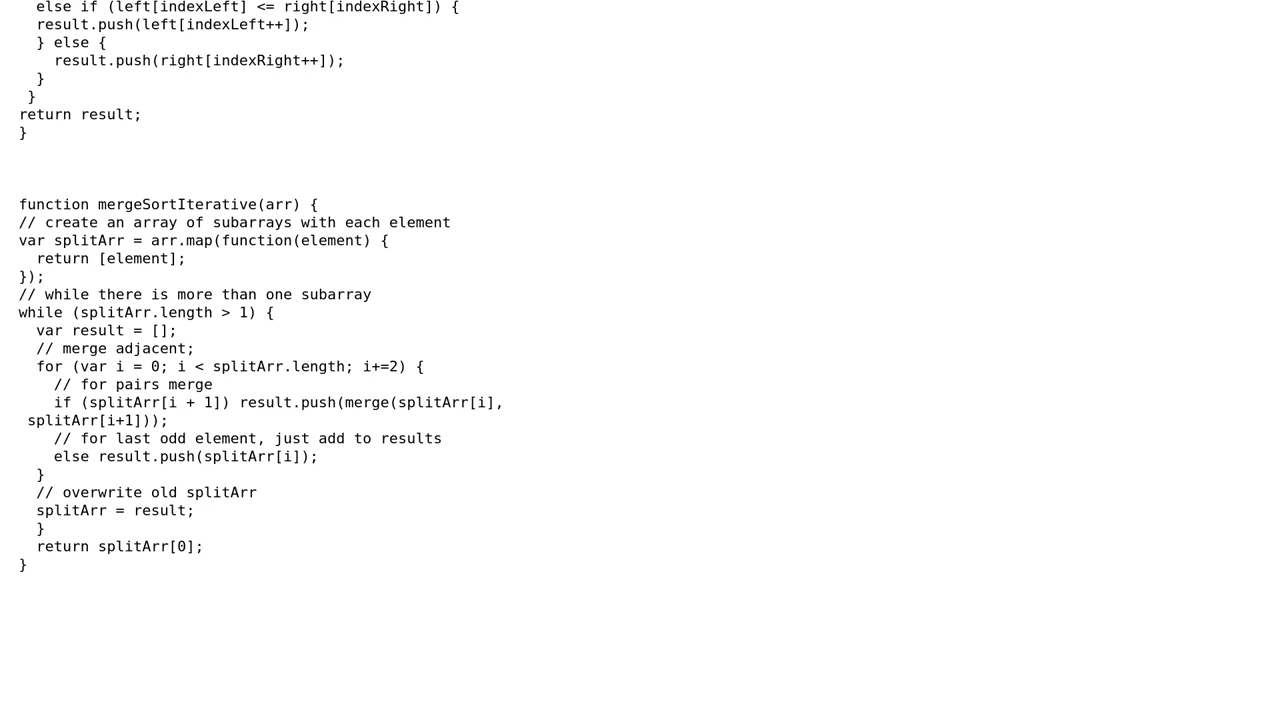 else if (left[indexLeft] <= right[indexRight]) {
  result.push(left[indexLeft++]);
  } else {
    result.push(right[indexRight++]);
  }
 }
return result;
}

function mergeSortIterative(arr) {
// create an array of subarrays with each element
var splitArr = arr.map(function(element) {
  return [element];
});
// while there is more than one subarray
while (splitArr.length > 1) {
  var result = [];
  // merge adjacent;
  for (var i = 0; i < splitArr.length; i+=2) {
    // for pairs merge
    if (splitArr[i + 1]) result.push(merge(splitArr[i],
 splitArr[i+1]));
    // for last odd element, just add to results
    else result.push(splitArr[i]);
  }
  // overwrite old splitArr
  splitArr = result;
  }
  return splitArr[0];
}